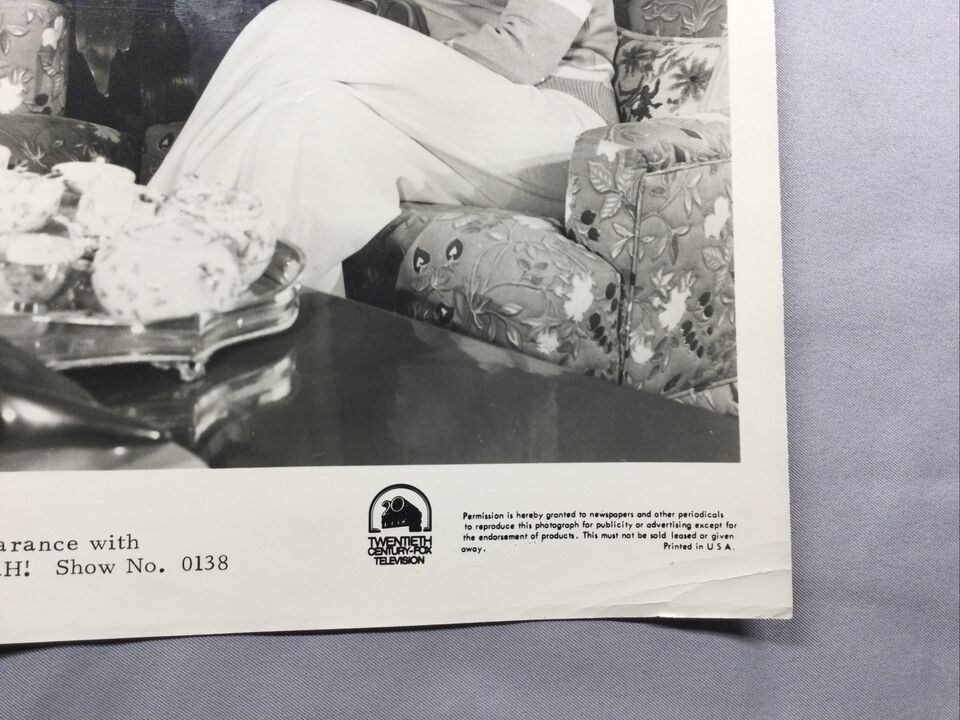 arance with
AH! Show No. 0138
20
TWENTIETH
CENTURY-FOX
TELEVISION
Permission is hereby granted to newspapers and other periodicals
to reproduce this photograph for publicity or advertising except for
the endorsement of products. This must not be sold leased or given
away. Printed in U S A.